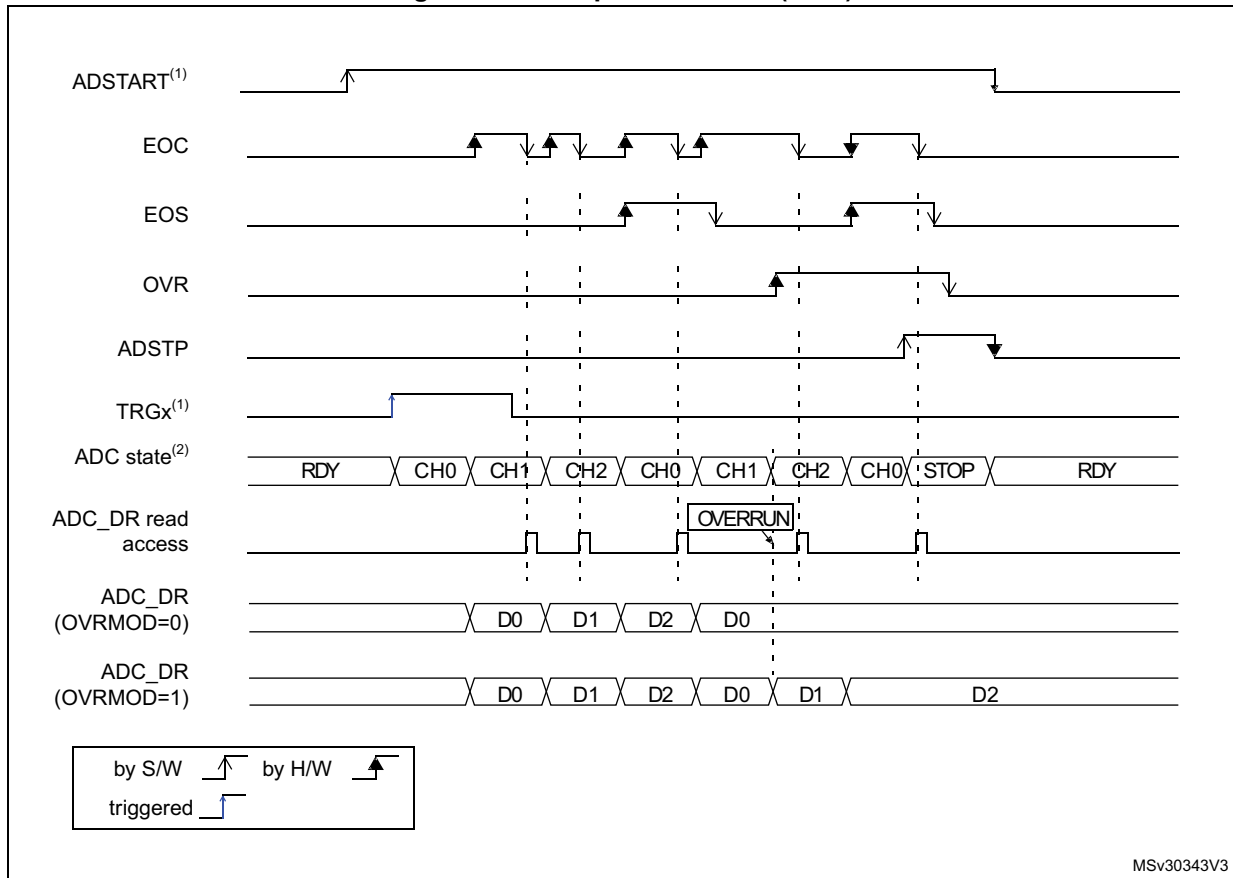 ADSTART(1)
EOC
EOS
OVR
ADSTP
TRGx(1)
ADC state(2)
RDY CH0 CH1 CH2 CH0 CH1 CH2 CH0 STOP RDY
ADC_DR read
access
OVERRUN
ADC_DR
(OVRMOD=0)
D0 D1 D2 D0
ADC_DR
(OVRMOD=1)
D0 D1 D2 D0 D1 D2
by S/W by H/W
triggered
MSv30343V3